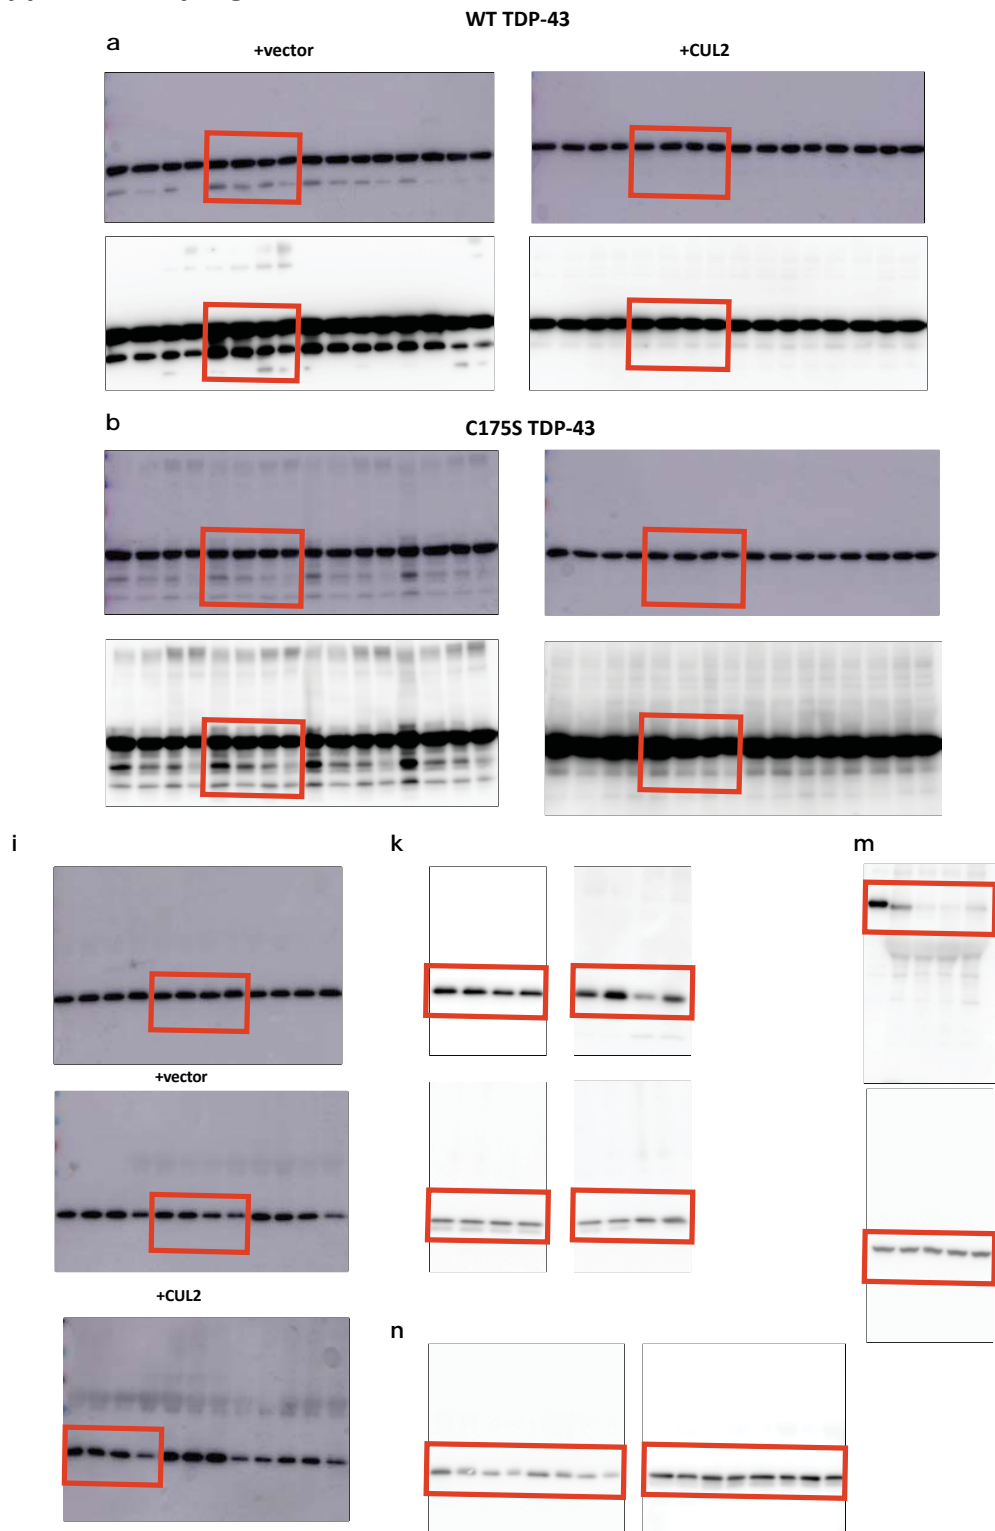 WT TDP-43
a
+vector
+CUL2
b
C175S TDP-43
i
k
m
+vector
+CUL2
n